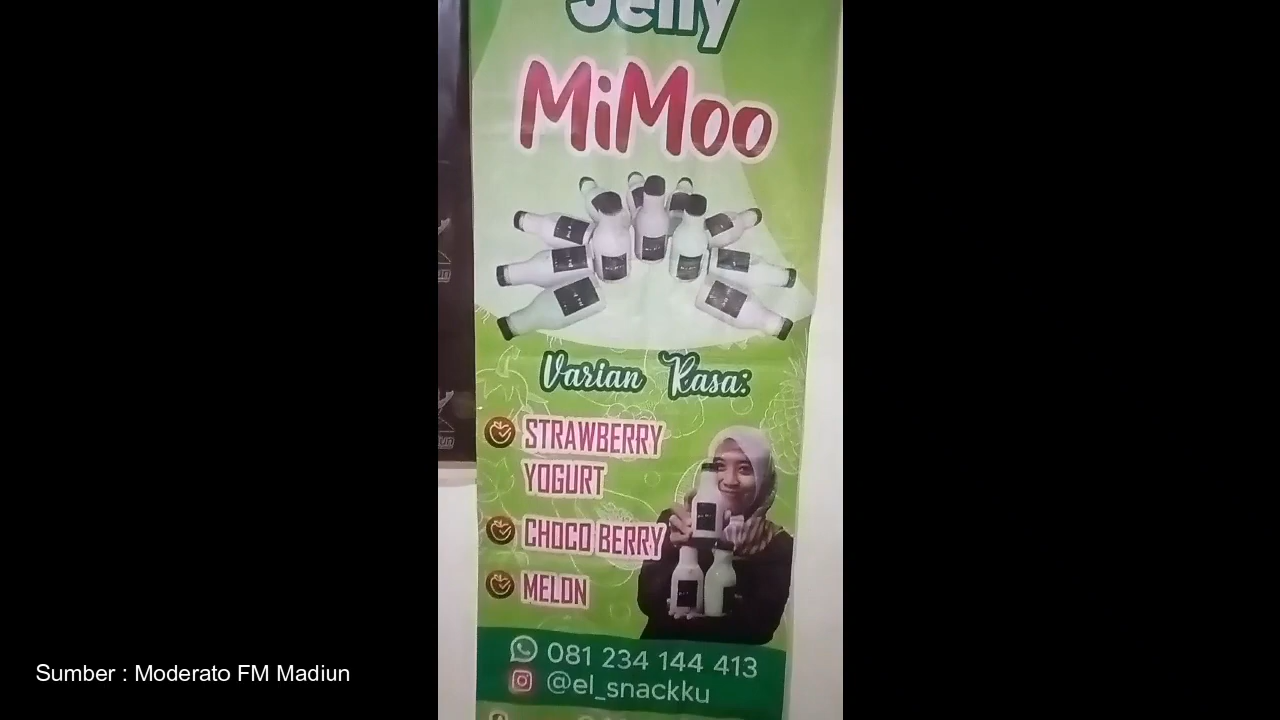 Jelly
MiMoo
Varian Rasa:
STRAWBERRY
YOGURT
CHOCO BERRY
MELON
081 234 144 413
@el_snackku
Sumber : Moderato FM Madiun